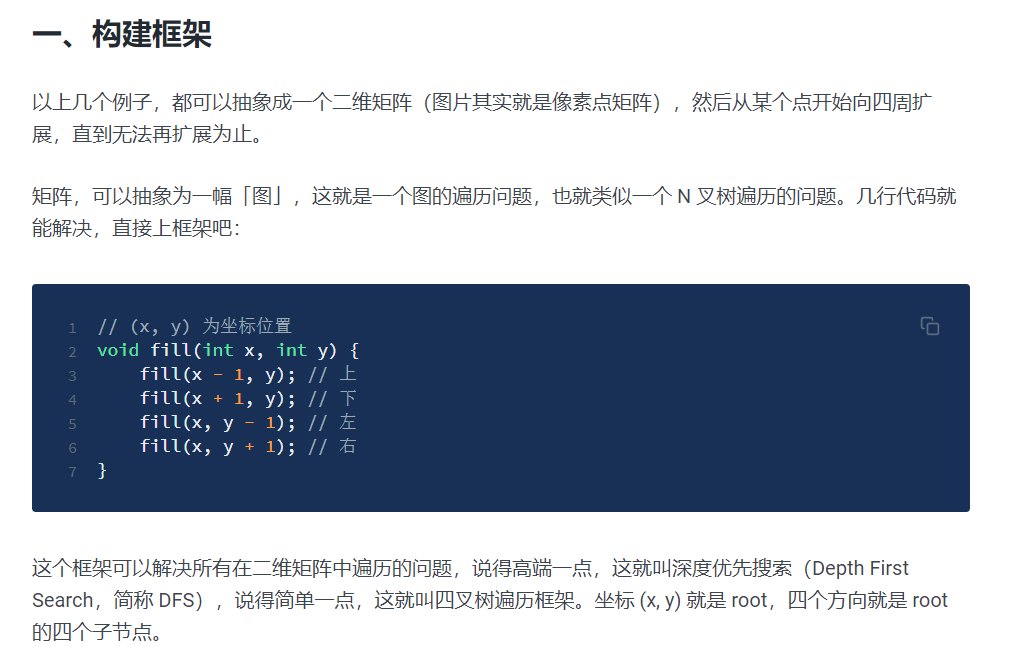 一、构建框架
以上几个例子，都可以抽象成一个二维矩阵（图片其实就是像素点矩阵），然后从某个点开始向四周扩
展，直到无法再扩展为止。
矩阵，可以抽象为一幅「图」，这就是一个图的遍历问题，也就类似一个 N 叉树遍历的问题。几行代码就
能解决，直接上框架吧：
1 // (x, y) 为坐标位置
2 void fill(int x, int y) {
3     fill(x - 1, y); // 上
4     fill(x + 1, y); // 下
5     fill(x, y - 1); // 左
6     fill(x, y + 1); // 右
7 }
这个框架可以解决所有在二维矩阵中遍历的问题，说得高端一点，这就叫深度优先搜索（Depth First
Search，简称 DFS），说得简单一点，这就叫四叉树遍历框架。坐标 (x, y) 就是 root，四个方向就是 root
的四个子节点。